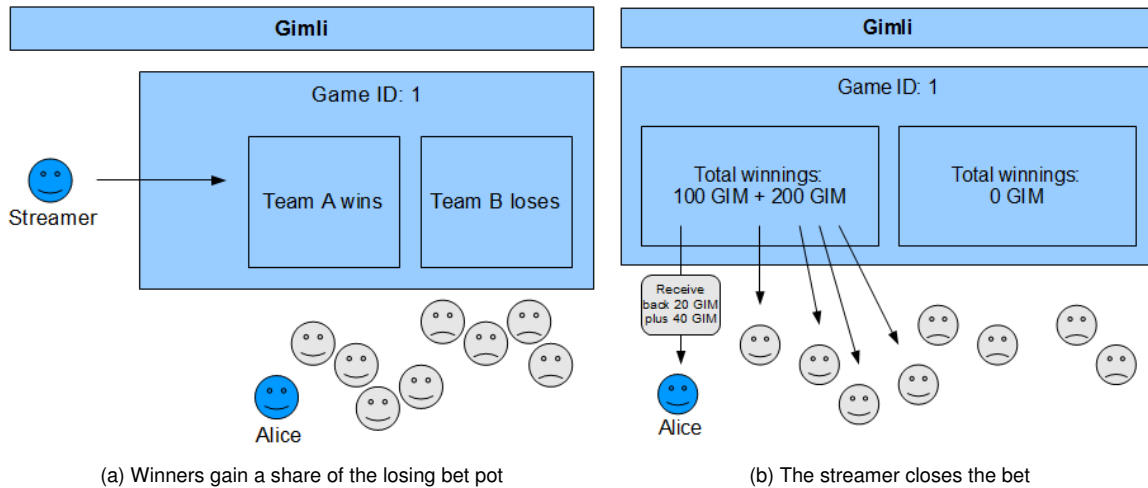 Gimli
Game ID: 1
Streamer
Team A wins
Team B loses
Alice
(a) Winners gain a share of the losing bet pot
Gimli
Game ID: 1
Total winnings:
100 GIM + 200 GIM
Total winnings:
0 GIM
Receive
back 20 GIM
plus 40 GIM
Alice
(b) The streamer closes the bet